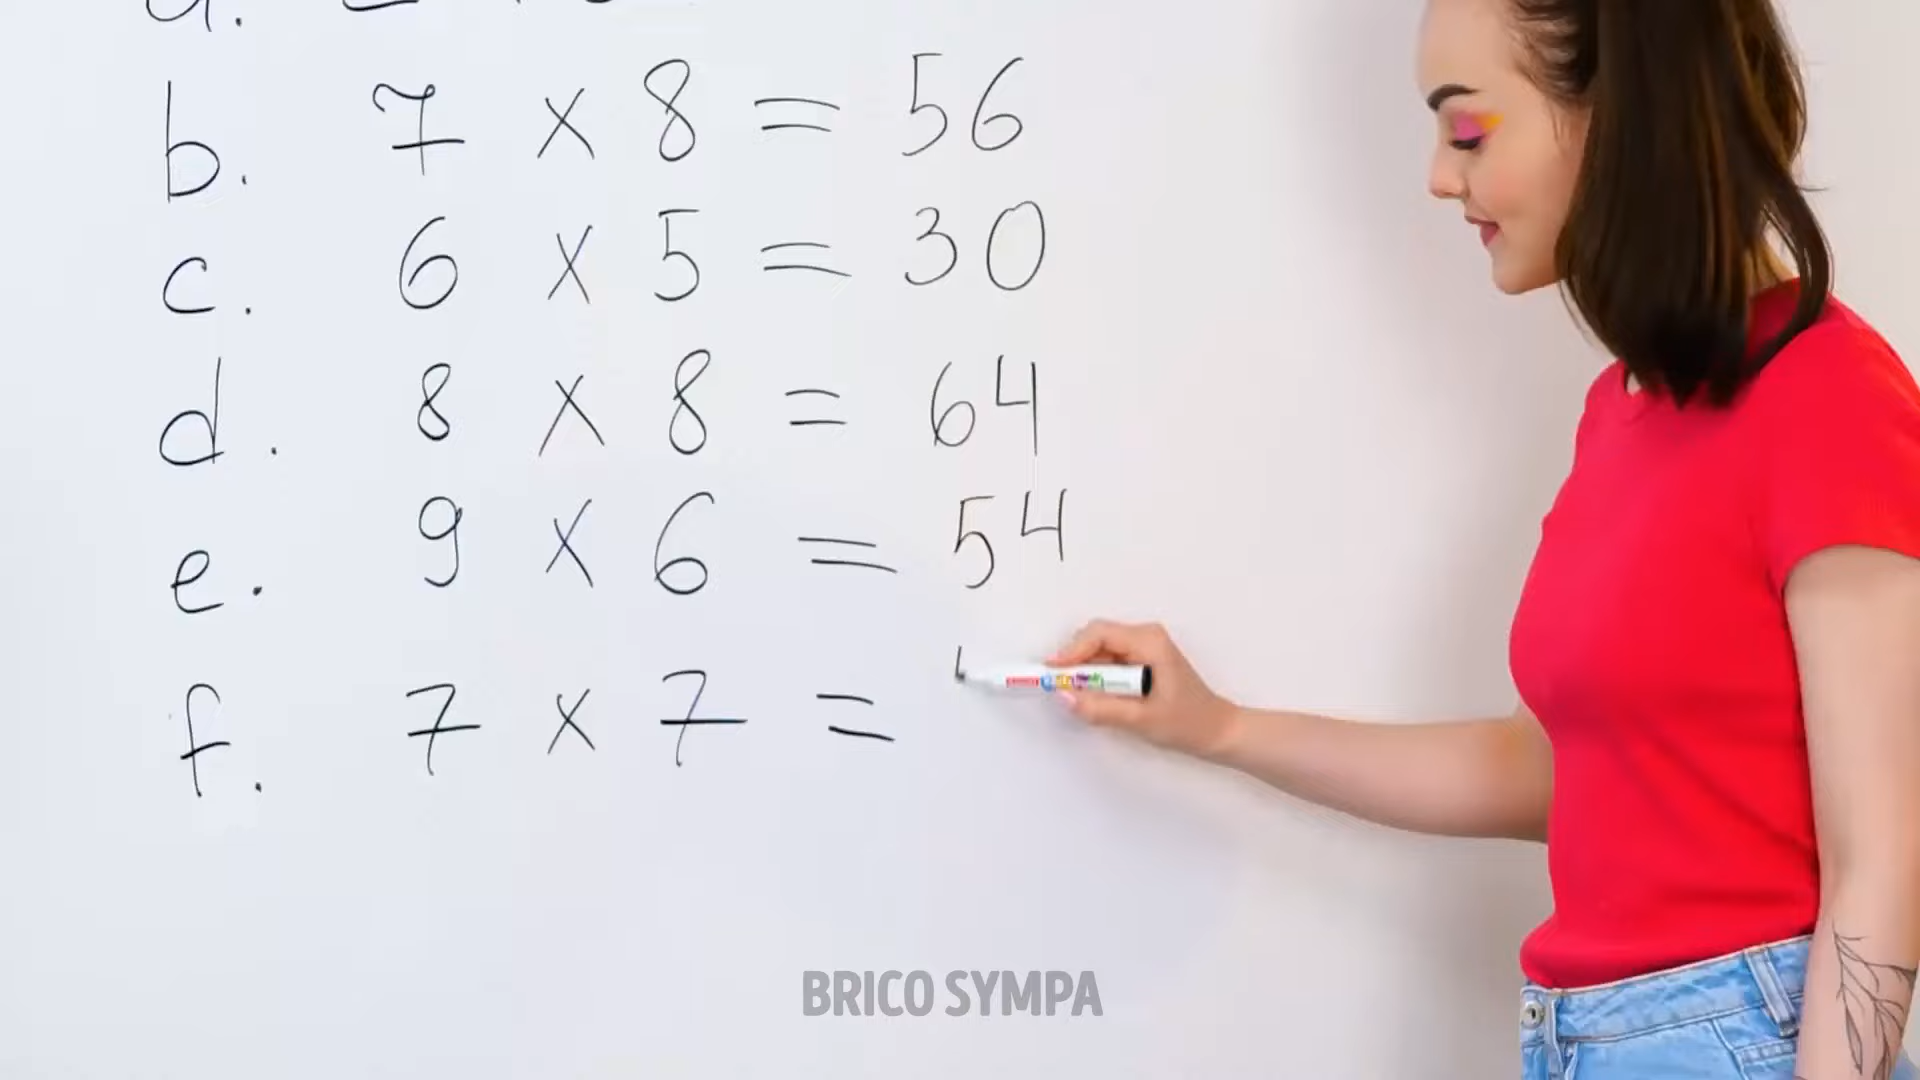 b. 7 x 8 = 56
c. 6 x 5 = 30
d. 8 x 8 = 64
e. 9 x 6 = 54
f. 7 x 7 =
BRICO SYMPA